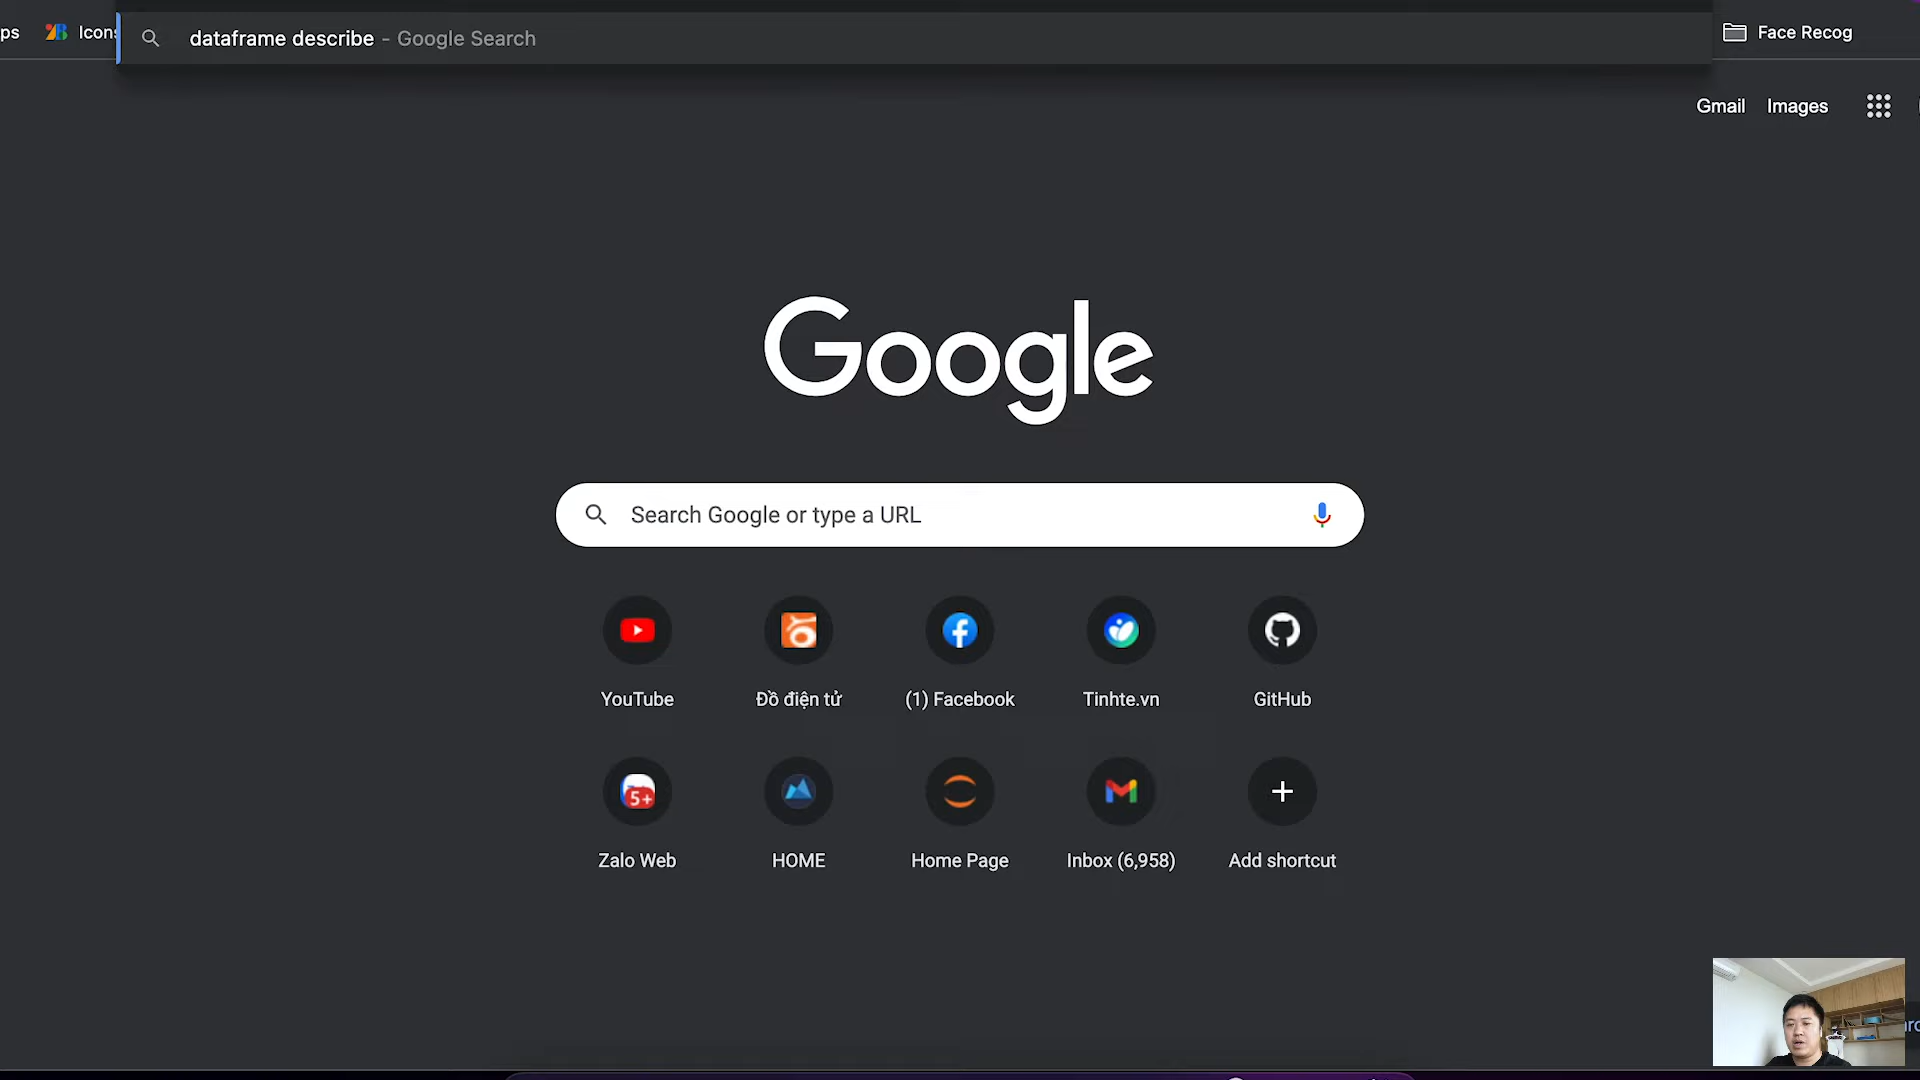 ps
Icons
dataframe describe - Google Search
Face Recog
Gmail
Images
Google
Search Google or type a URL
YouTube
Đồ điện tử
(1) Facebook
Tinhte.vn
GitHub
5+
Zalo Web
HOME
Home Page
Inbox (6,958)
Add shortcut